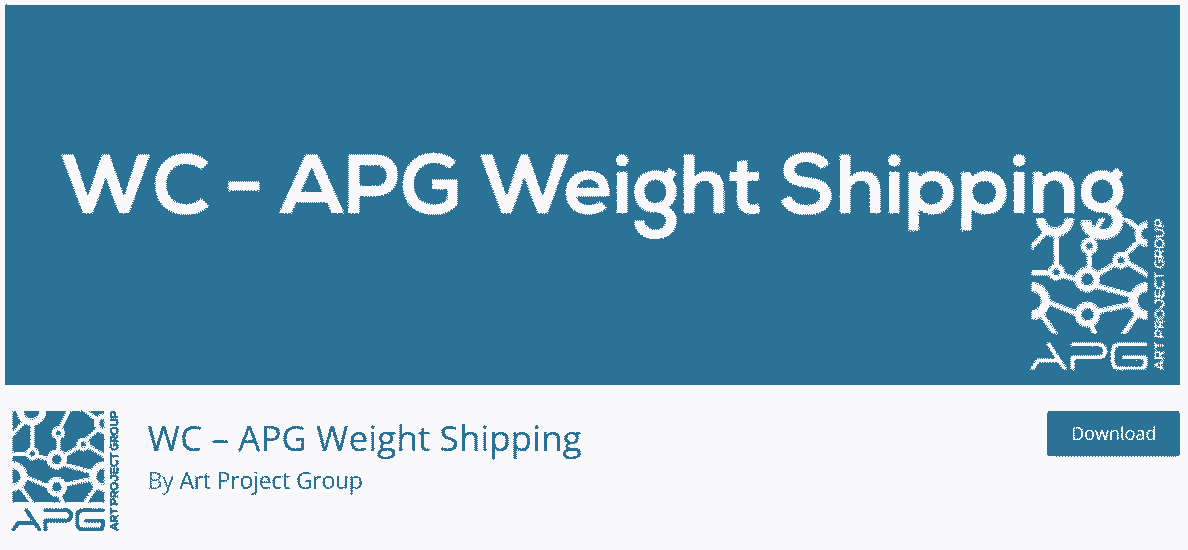 WC - APG Weight Shipping
APG
ART PROJECT GROUP
APG
ART PROJECT GROUP
WC – APG Weight Shipping
By Art Project Group
Download